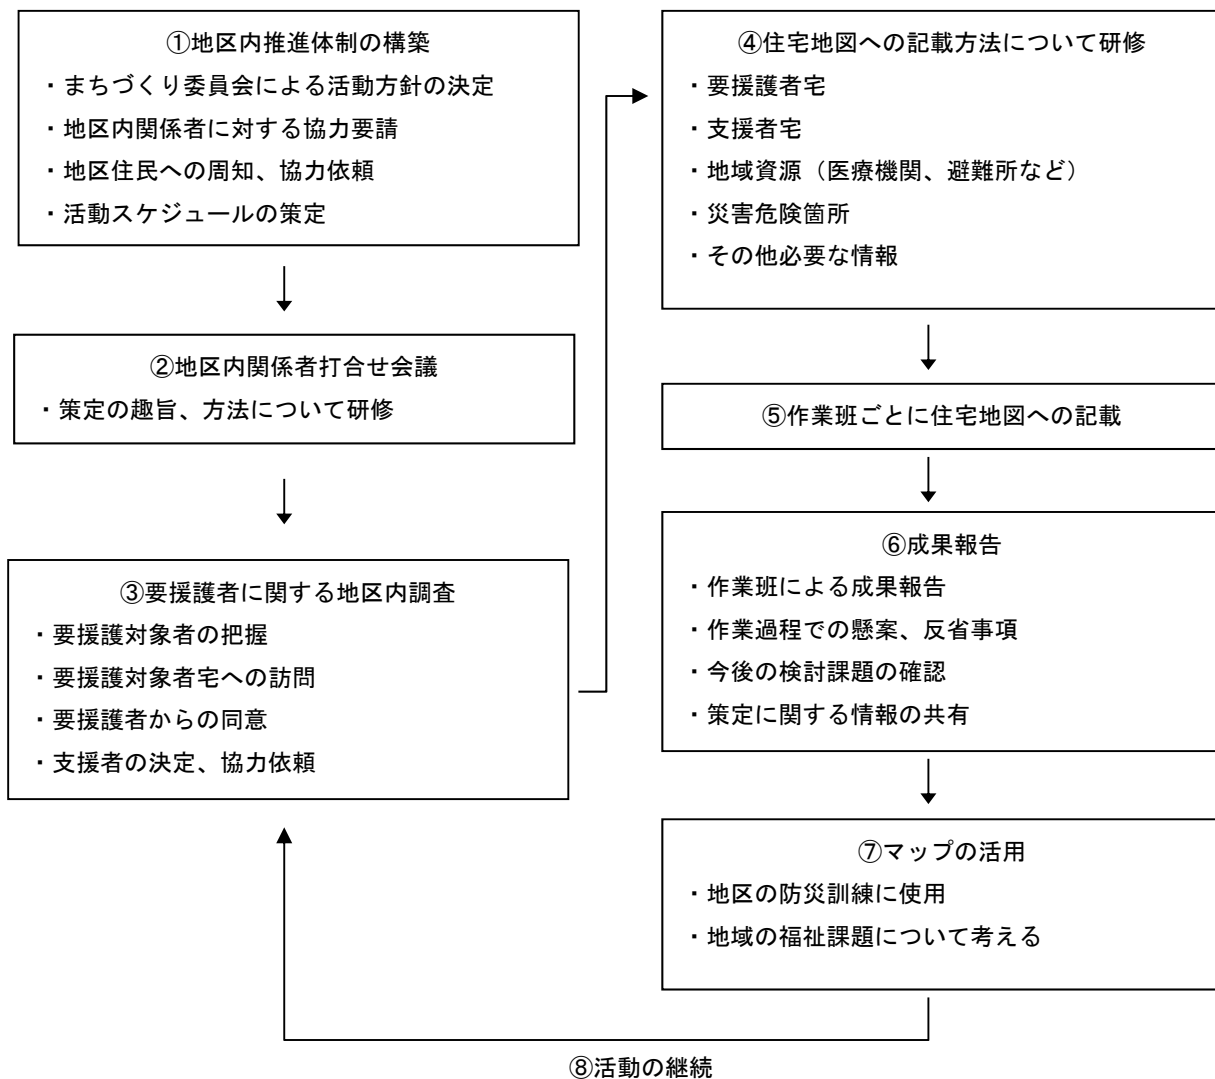 ①地区内推進体制の構築
・まちづくり委員会による活動方針の決定
・地区内関係者に対する協力要請
・地区住民への周知、協力依頼
・活動スケジュールの策定
②地区内関係者打合せ会議
・策定の趣旨、方法について研修
③要援護者に関する地区内調査
・要援護対象者の把握
・要援護対象者宅への訪問
・要援護者からの同意
・支援者の決定、協力依頼
④住宅地図への記載方法について研修
・要援護者宅
・支援者宅
・地域資源（医療機関、避難所など）
・災害危険箇所
・その他必要な情報
⑤作業班ごとに住宅地図への記載
⑥成果報告
・作業班による成果報告
・作業過程での懸案、反省事項
・今後の検討課題の確認
・策定に関する情報の共有
⑦マップの活用
・地区の防災訓練に使用
・地域の福祉課題について考える
⑧活動の継続